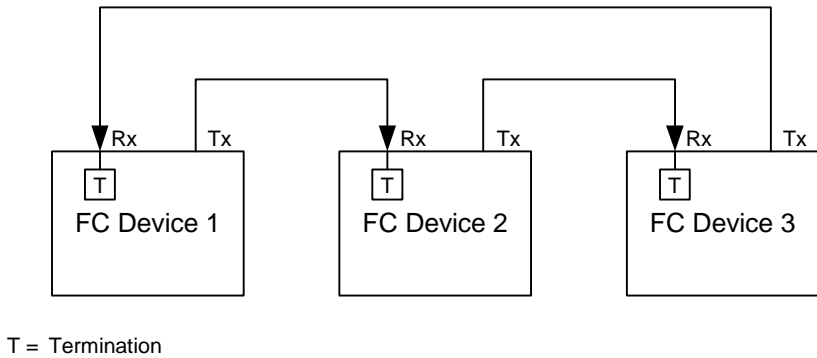 Rx Tx Rx Tx Rx Tx
T T T
FC Device 1 FC Device 2 FC Device 3
T = Termination